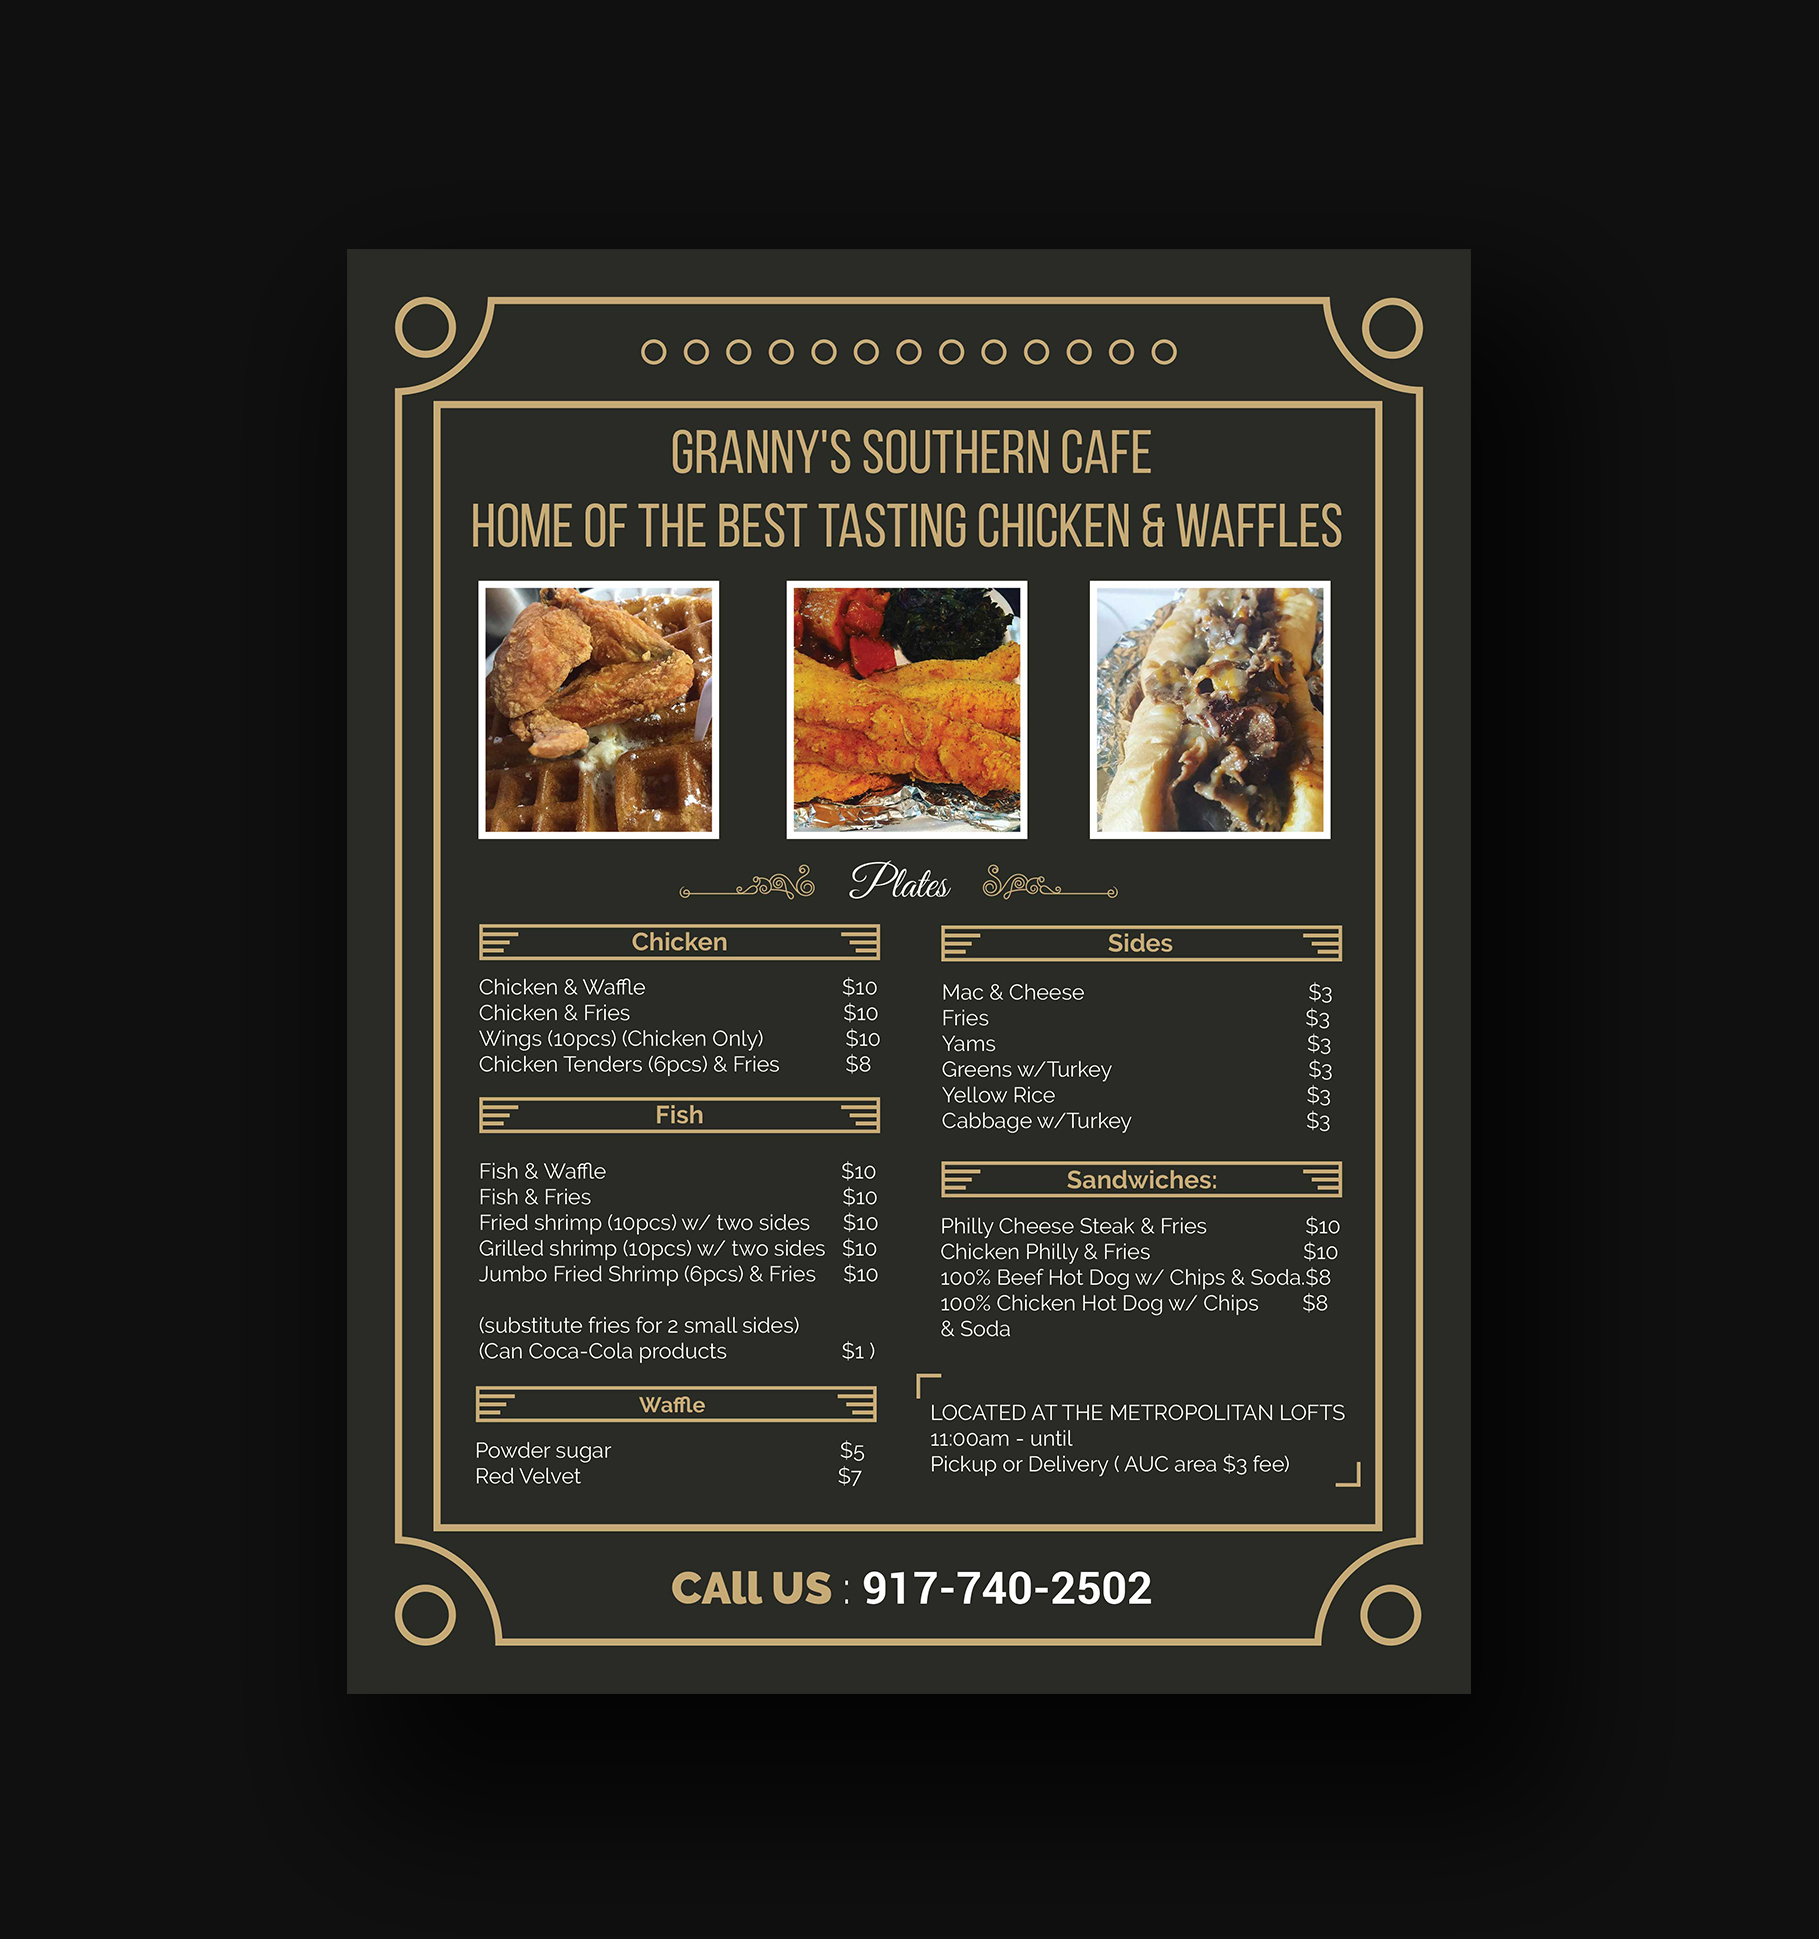 GRANNY'S SOUTHERN CAFE
HOME OF THE BEST TASTING CHICKEN & WAFFLES
Plates
Chicken
Chicken & Waffle $10
Chicken & Fries $10
Wings (10pcs) (Chicken Only) $10
Chicken Tenders (6pcs) & Fries $8
Fish
Fish & Waffle $10
Fish & Fries $10
Fried shrimp (10pcs) w/ two sides $10
Grilled shrimp (10pcs) w/ two sides $10
Jumbo Fried Shrimp (6pcs) & Fries $10
(substitute fries for 2 small sides)
(Can Coca-Cola products $1 )
Waffle
Powder sugar $5
Red Velvet $7
Sides
Mac & Cheese $3
Fries $3
Yams $3
Greens w/Turkey $3
Yellow Rice $3
Cabbage w/Turkey $3
Sandwiches:
Philly Cheese Steak & Fries $10
Chicken Philly & Fries $10
100% Beef Hot Dog w/ Chips & Soda.$8
100% Chicken Hot Dog w/ Chips $8
& Soda
LOCATED AT THE METROPOLITAN LOFTS
11:00am - until
Pickup or Delivery ( AUC area $3 fee)
CAll US : 917-740-2502